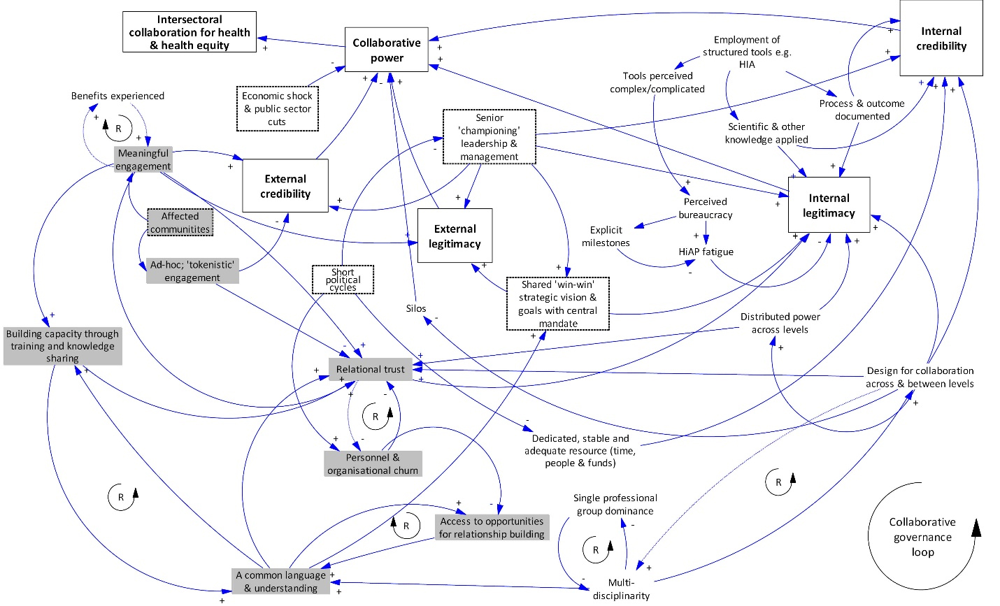 Intersectoral
collaboration for health
& health equity
Collaborative
power
Internal
credibility
Employment of
structured tools e.g.
HIA
Tools perceived
complex/complicated
Process & outcome
documented
Benefits experienced
Economic shock
& public sector
cuts
Senior
'championing'
leadership &
management
Scientific & other
knowledge applied
R
Meaningful
engagement
External
credibility
Internal
legitimacy
Affected
communitites
Perceived
bureaucracy
External
legitimacy
Explicit
milestones
HiAP fatigue
Ad-hoc; 'tokenistic'
engagement
Short
political
cycles
Shared 'win-win'
strategic vision &
goals with central
mandate
Silos
Distributed power
across levels
Building capacity through
training and knowledge
sharing
Relational trust
Design for collaboration
across & between levels
R
Dedicated, stable and
adequate resource (time,
people & funds)
Personnel &
organisational churn
R
R
Single professional
group dominance
Access to opportunities
for relationship building
R
R
Collaborative
governance
loop
A common language
& understanding
Multi-
disciplinarity